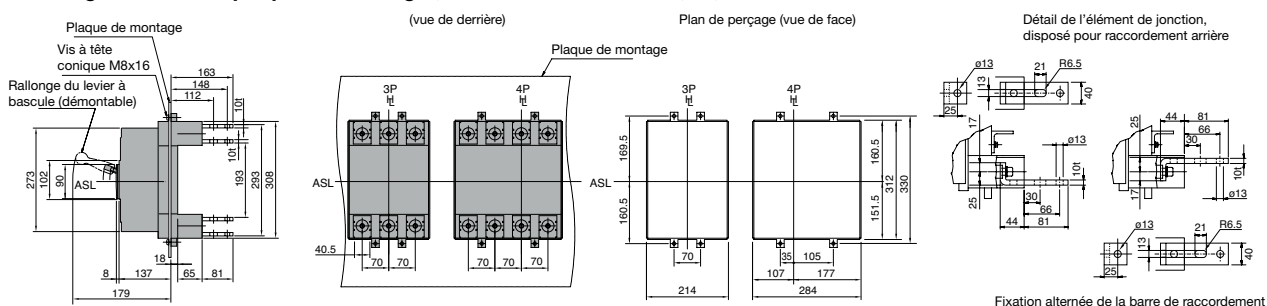 (vue de derrière)
Plan de perçage (vue de face)
Détail de l'élément de jonction,
disposé pour raccordement arrière
Plaque de montage
Vis à tête
conique M8x16
Rallonge du levier à
bascule (démontable)
163
148
112
10t
10t
273
102
90
ASL
193
293
308
8
137
18
65
81
179
Plaque de montage
3P
4P
ASL
40.5
70
70
70
70
70
3P
4P
169.5
160.5
ASL
160.5
151.5
312
330
70
35
105
107
177
214
284
ø13
21
R6.5
13
40
25
17
25
ø13
25
17
44
81
66
30
10t
30
66
44
81
10t
ø13
ø13
21
R6.5
13
40
25
Fixation alternée de la barre de raccordement